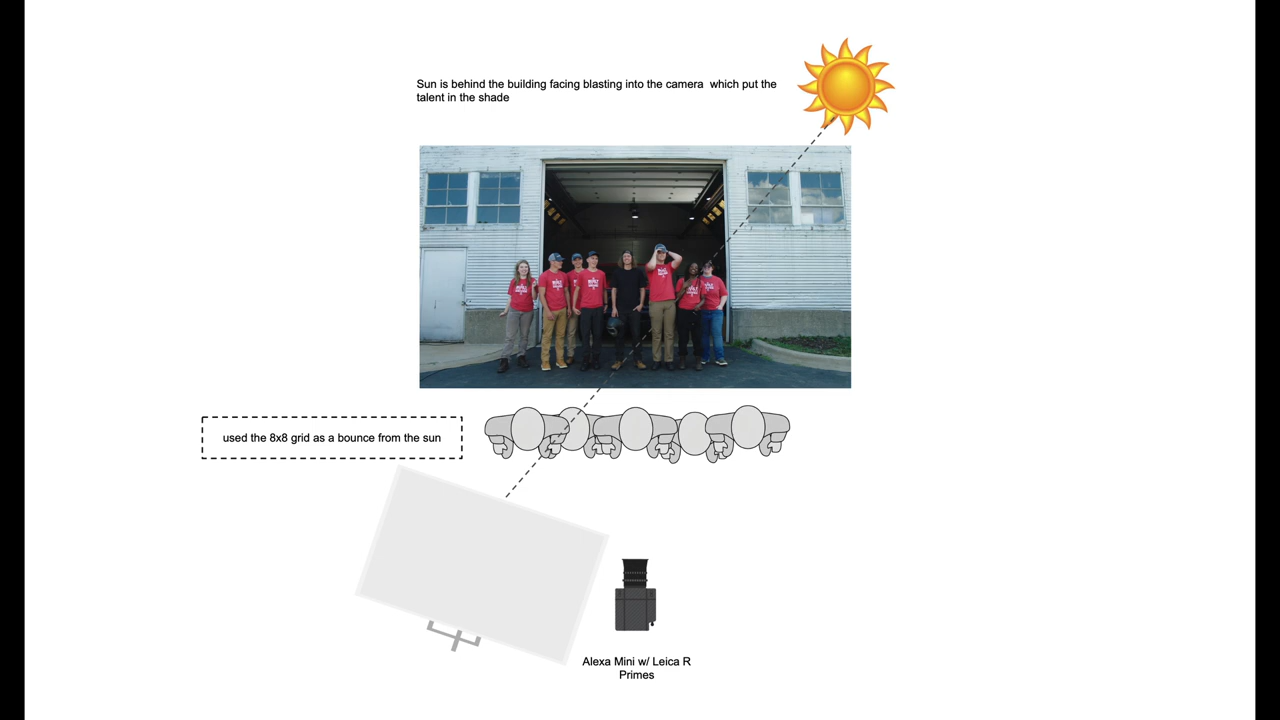 Sun is behind the building facing blasting into the camera  which put the
talent in the shade
used the 8x8 grid as a bounce from the sun
Alexa Mini w/ Leica R
Primes